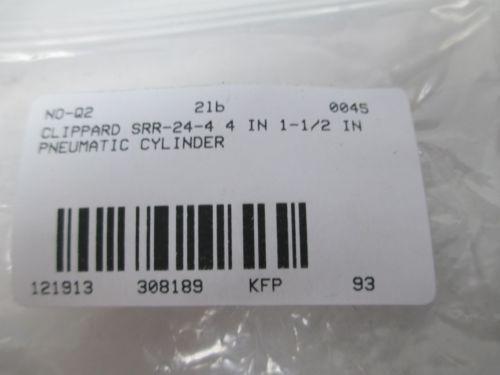 NO-Q2 21b 0045
CLIPPARD SRR-24-4 4 IN 1-1/2 IN
PNEUMATIC CYLINDER
121913 308189 KFP 93